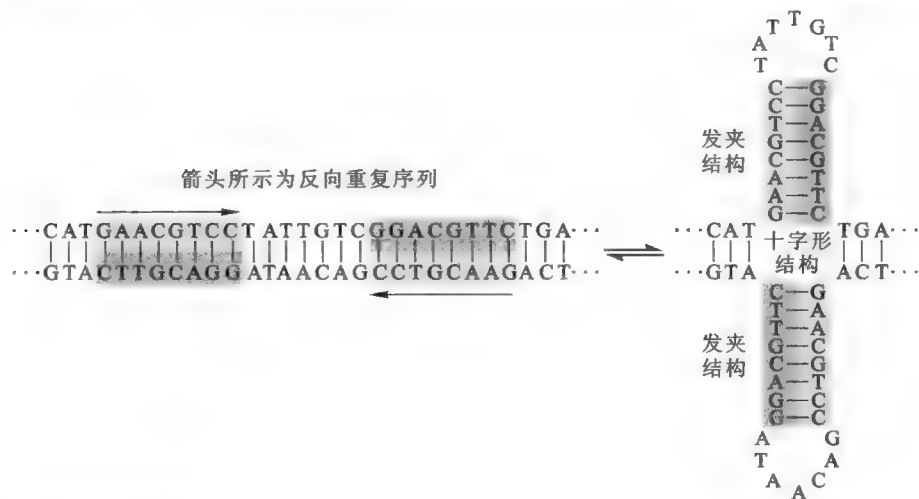 T T G
A T
T C
C—G
C—G
T—A
G—C
C—G
A—T
A—T
G—C
发夹
结构
箭头所示为反向重复序列
···CATGAACGTCCTATTGTCGGACGTTCTGA···
···GTACTTGCAGGATAACAGCCTGCAAGACT···
···CAT TGA···
十字形
结构
···GTA ACT···
C—G
T—A
T—A
G—C
C—G
A—T
G—C
G—C
发夹
结构
A G
T A
A A C